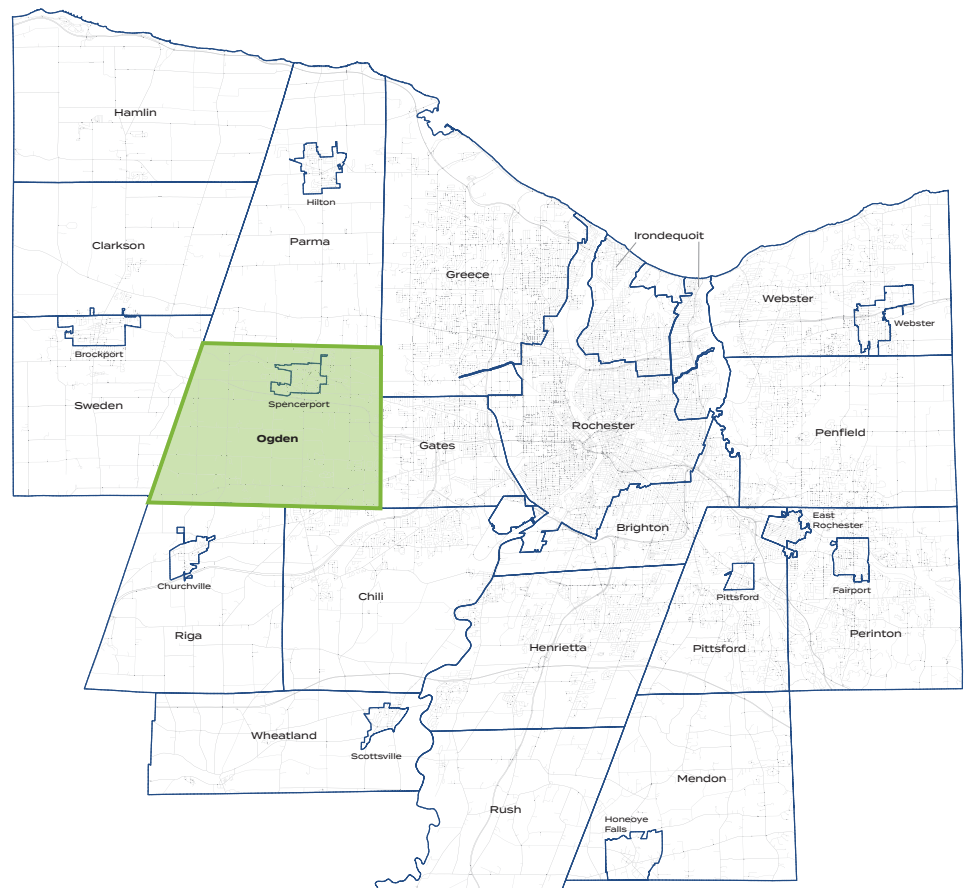 Hamlin
Hilton
Irondequoit
Clarkson
Parma
Greece
Webster
Webster
Brockport
Spencerport
Sweden
Ogden
Rochester
Penfield
Gates
East
Rochester
Brighton
Churchville
Fairport
Chili
Pittsford
Riga
Perinton
Henrietta
Pittsford
Wheatland
Scottsville
Mendon
Rush
Honeoye
Falls